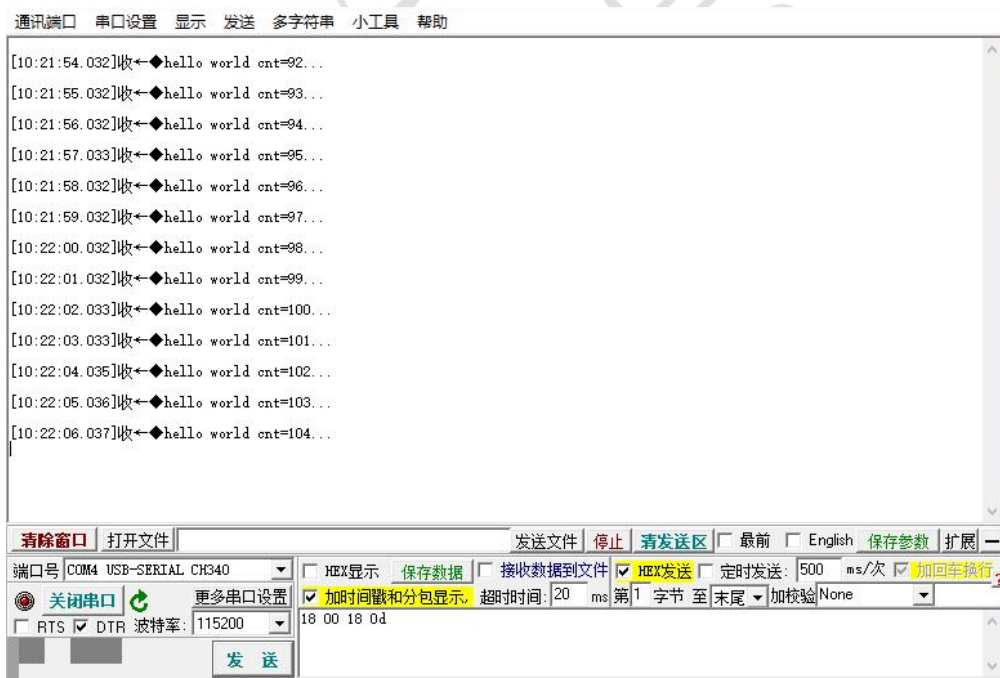 通讯端口 串口设置 显示 发送 多字符串 小工具 帮助
[10:21:54.032]收←◆hello world cnt=92...
[10:21:55.032]收←◆hello world cnt=93...
[10:21:56.032]收←◆hello world cnt=94...
[10:21:57.033]收←◆hello world cnt=95...
[10:21:58.032]收←◆hello world cnt=96...
[10:21:59.032]收←◆hello world cnt=97...
[10:22:00.032]收←◆hello world cnt=98...
[10:22:01.032]收←◆hello world cnt=99...
[10:22:02.033]收←◆hello world cnt=100...
[10:22:03.033]收←◆hello world cnt=101...
[10:22:04.035]收←◆hello world cnt=102...
[10:22:05.036]收←◆hello world cnt=103...
[10:22:06.037]收←◆hello world cnt=104...
清除窗口 打开文件 发送文件 停止 清发送区 最前 English 保存参数 扩展 —
端口号 COM4 USB-SERIAL CH340 HEX显示 保存数据 接收数据到文件 HEX发送 定时发送: 500 ms/次 加回车换行
关闭串口 更多串口设置 加时间戳和分包显示, 超时时间: 20 ms 第1 字节 至 末尾 加校验 None
RTS DTR 波特率: 115200 18 00 18 0d
发 送